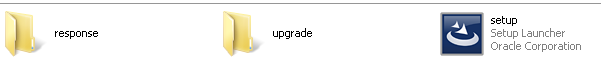 response
upgrade
setup
Setup Launcher
Oracle Corporation